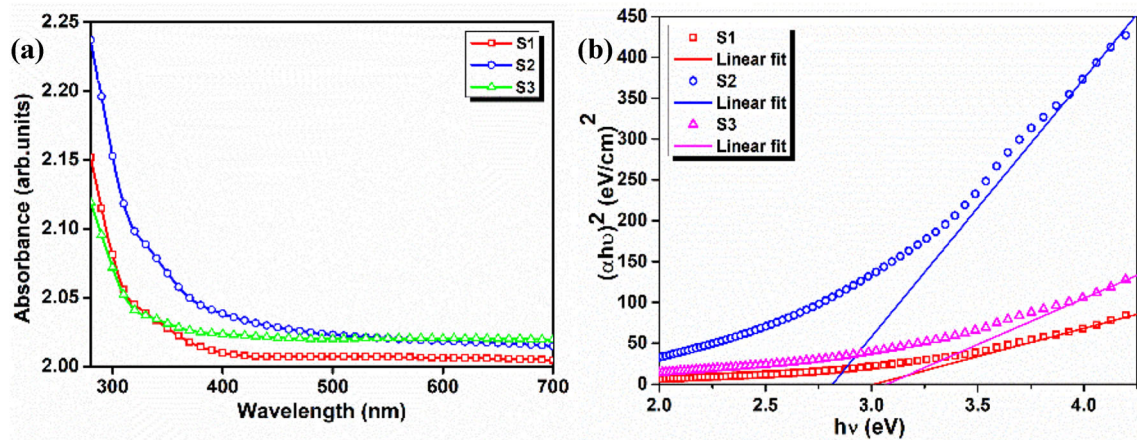 (a)
2.25
2.20
2.15
2.10
2.05
2.00
Absorbance (arb.units)
S1
S2
S3
300
400
500
600
700
Wavelength (nm)
(b)
450
400
350
300
250
200
150
100
50
0
(αhυ)² (eV/cm)²
S1
Linear fit
S2
Linear fit
S3
Linear fit
2.0
2.5
3.0
3.5
4.0
hν (eV)